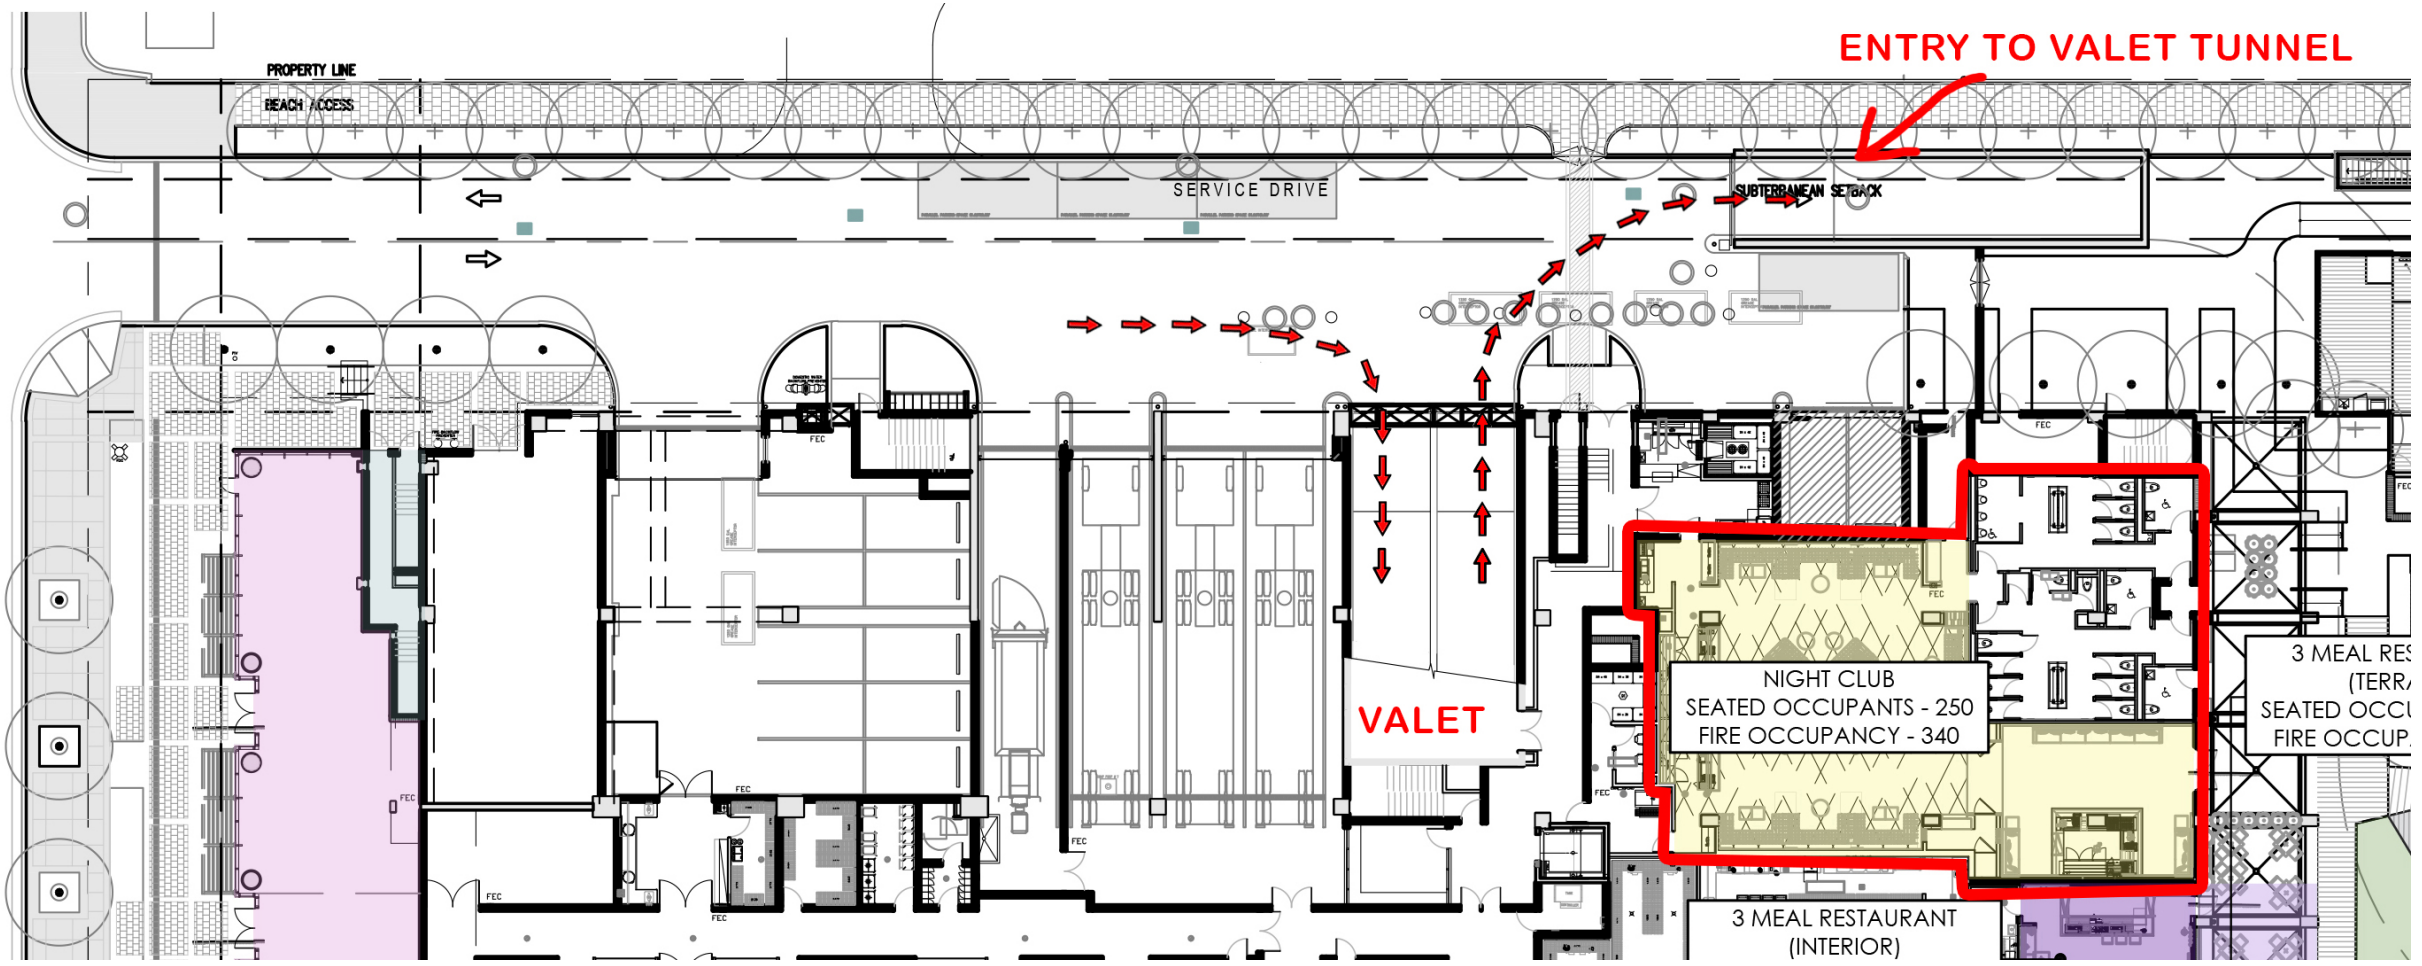 ENTRY TO VALET TUNNEL
PROPERTY LINE
BEACH ACCESS
SERVICE DRIVE
SUBTERRANEAN SETBACK
FEC
FEC
FEC
FEC
NIGHT CLUB
SEATED OCCUPANTS - 250
FIRE OCCUPANCY - 340
3 MEAL RES
(TERRA
SEATED OCCU
FIRE OCCUP
VALET
FEC
FEC
FEC
FEC
FEC
FEC
3 MEAL RESTAURANT
(INTERIOR)